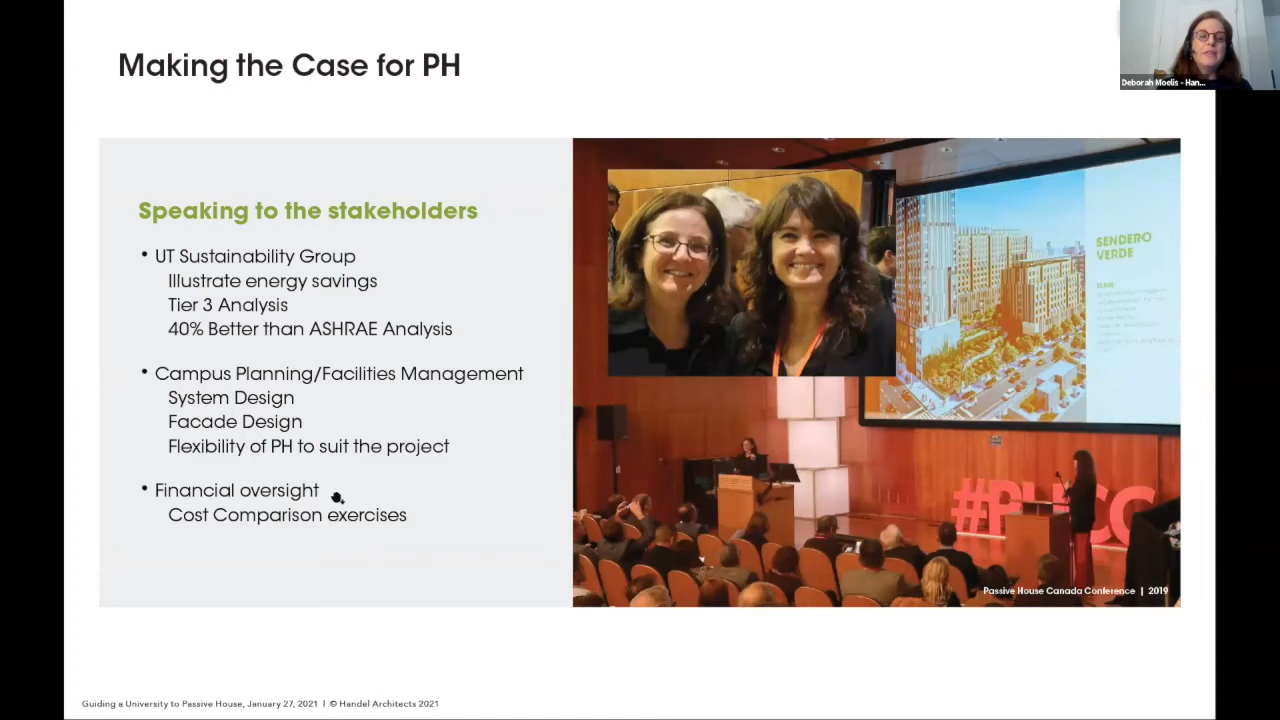 Making the Case for PH
Deborah Moelis - Han...
Speaking to the stakeholders
• UT Sustainability Group
Illustrate energy savings
Tier 3 Analysis
40% Better than ASHRAE Analysis
• Campus Planning/Facilities Management
System Design
Facade Design
Flexibility of PH to suit the project
• Financial oversight
Cost Comparison exercises
SENDERO
VERDE
TEAM
Passive House Canada Conference | 2019
Guiding a University to Passive House, January 27, 2021 | © Handel Architects 2021